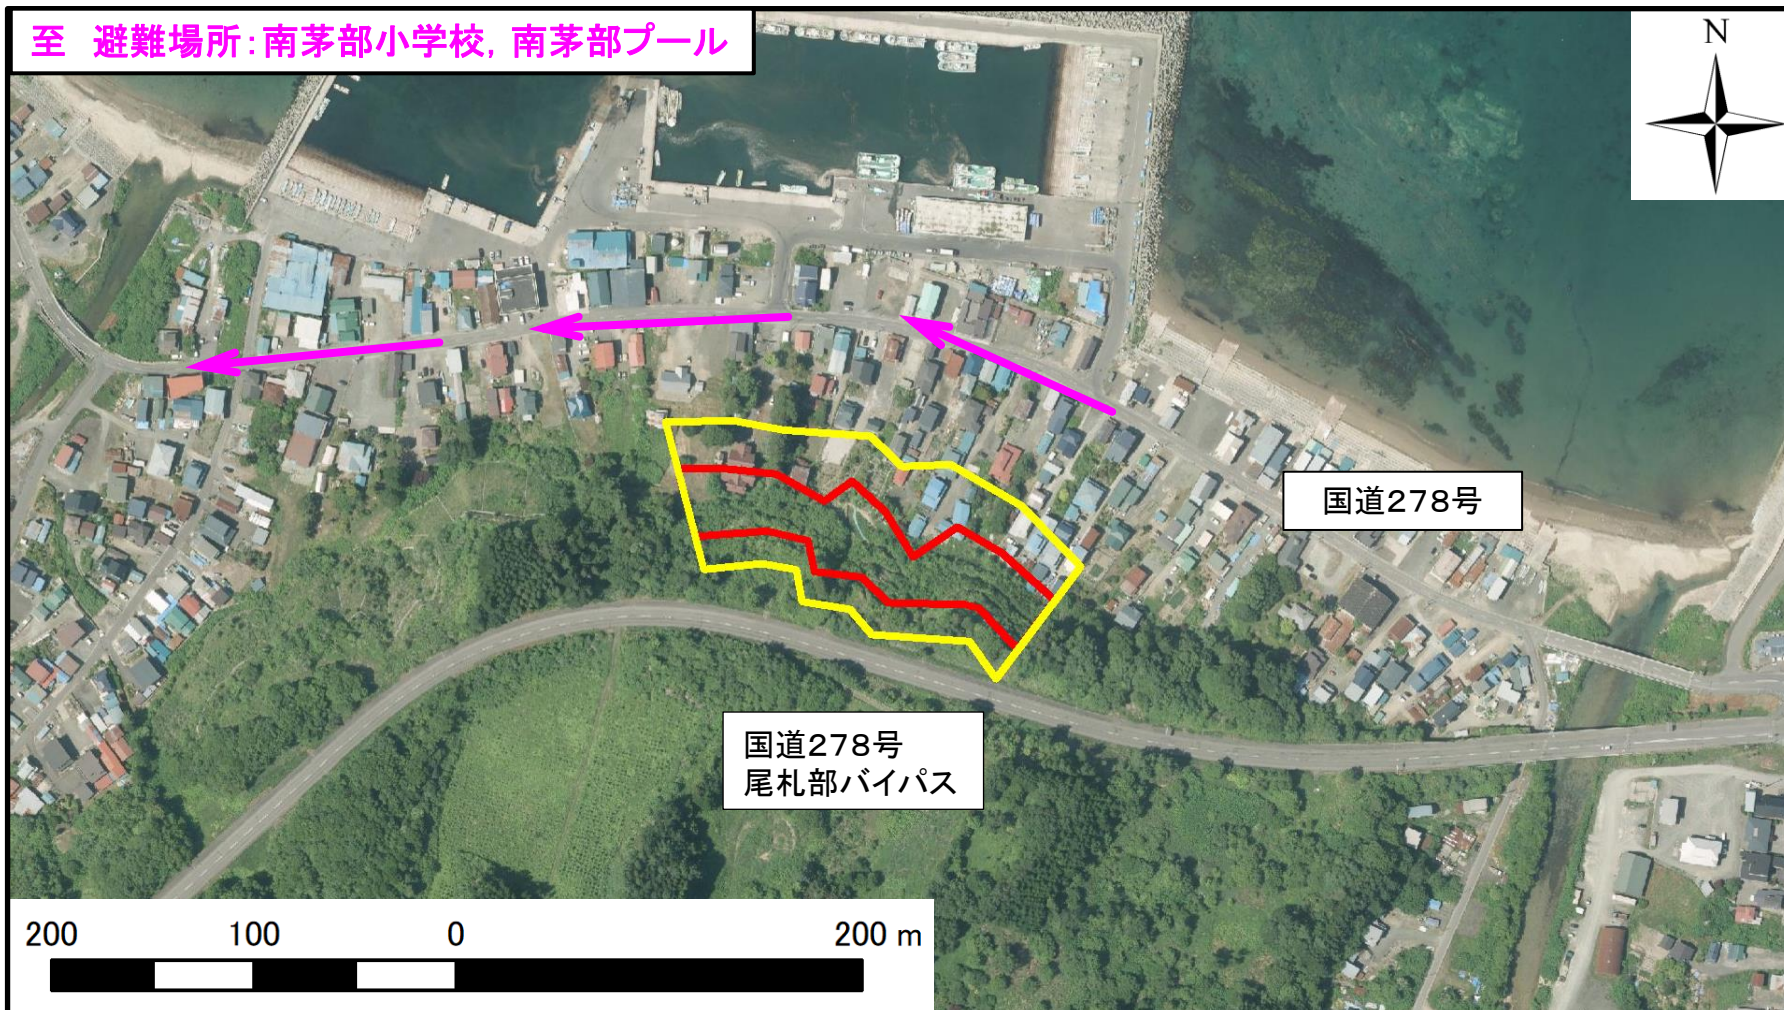 至　避難場所：南茅部小学校，南茅部プール
N
国道278号
国道278号
尾札部バイパス
200 100 0 200 m